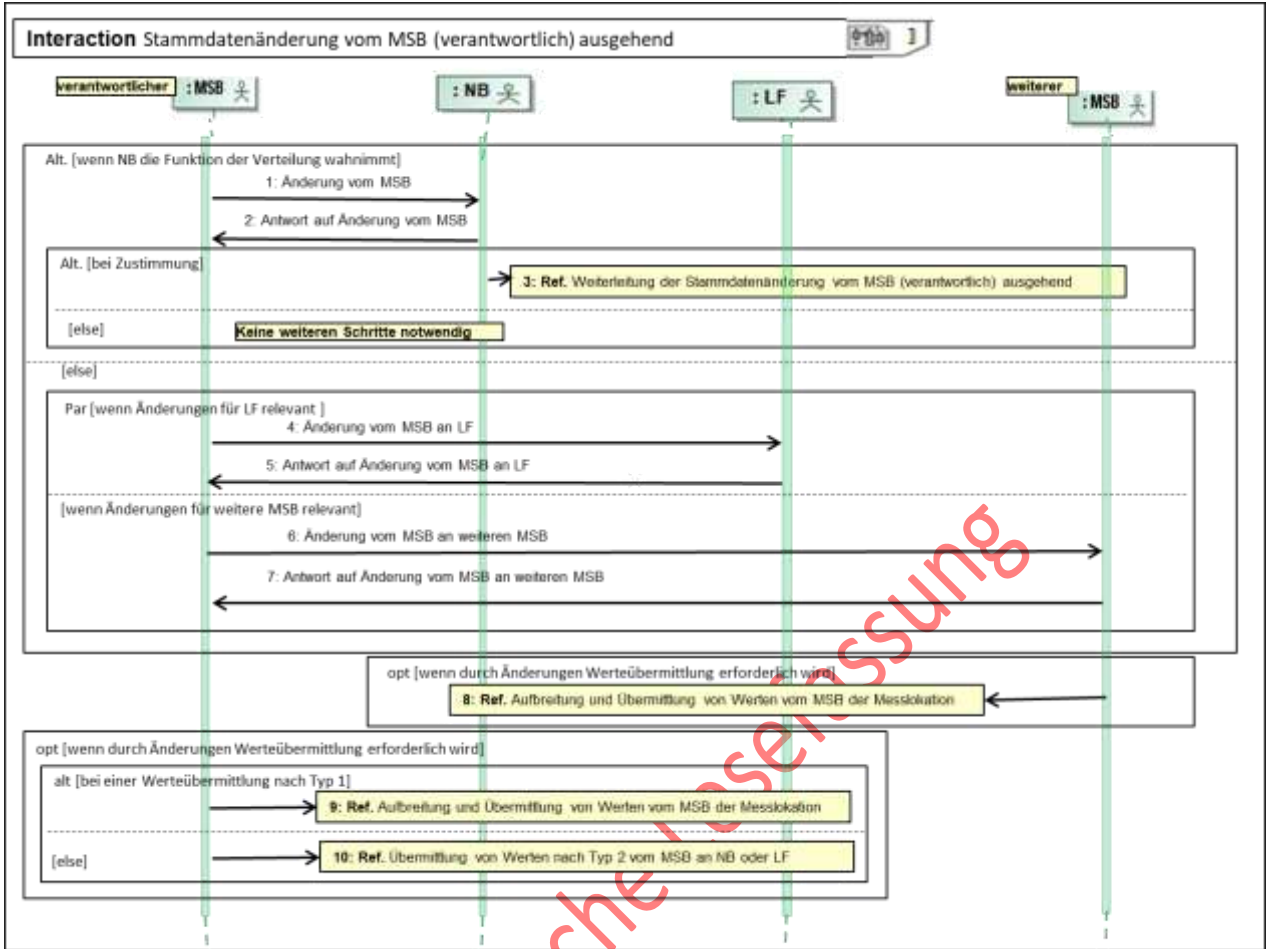 Interaction Stammdatenänderung vom MSB (verantwortlich) ausgehend
verantwortlicher : MSB
: NB
: LF
weiterer : MSB
Alt. [wenn NB die Funktion der Verteilung wahnimmt]
1: Änderung vom MSB
2: Antwort auf Änderung vom MSB
Alt. [bei Zustimmung]
3: Ref. Weiterleitung der Stammdatenänderung vom MSB (verantwortlich) ausgehend
[else]
Keine weiteren Schritte notwendig
[else]
Par [wenn Änderungen für LF relevant ]
4: Änderung vom MSB an LF
5: Antwort auf Änderung vom MSB an LF
[wenn Änderungen für weitere MSB relevant]
6: Änderung vom MSB an weiteren MSB
7: Antwort auf Änderung vom MSB an weiteren MSB
opt [wenn durch Änderungen Werteübermittlung erforderlich wird]
8: Ref. Aufbreitung und Übermittlung von Werten vom MSB der Messlokation
opt [wenn durch Änderungen Werteübermittlung erforderlich wird]
alt [bei einer Werteübermittlung nach Typ 1]
9: Ref. Aufbreitung und Übermittlung von Werten vom MSB der Messlokation
[else]
10: Ref. Übermittlung von Werten nach Typ 2 vom MSB an NB oder LF
che Lesefassung